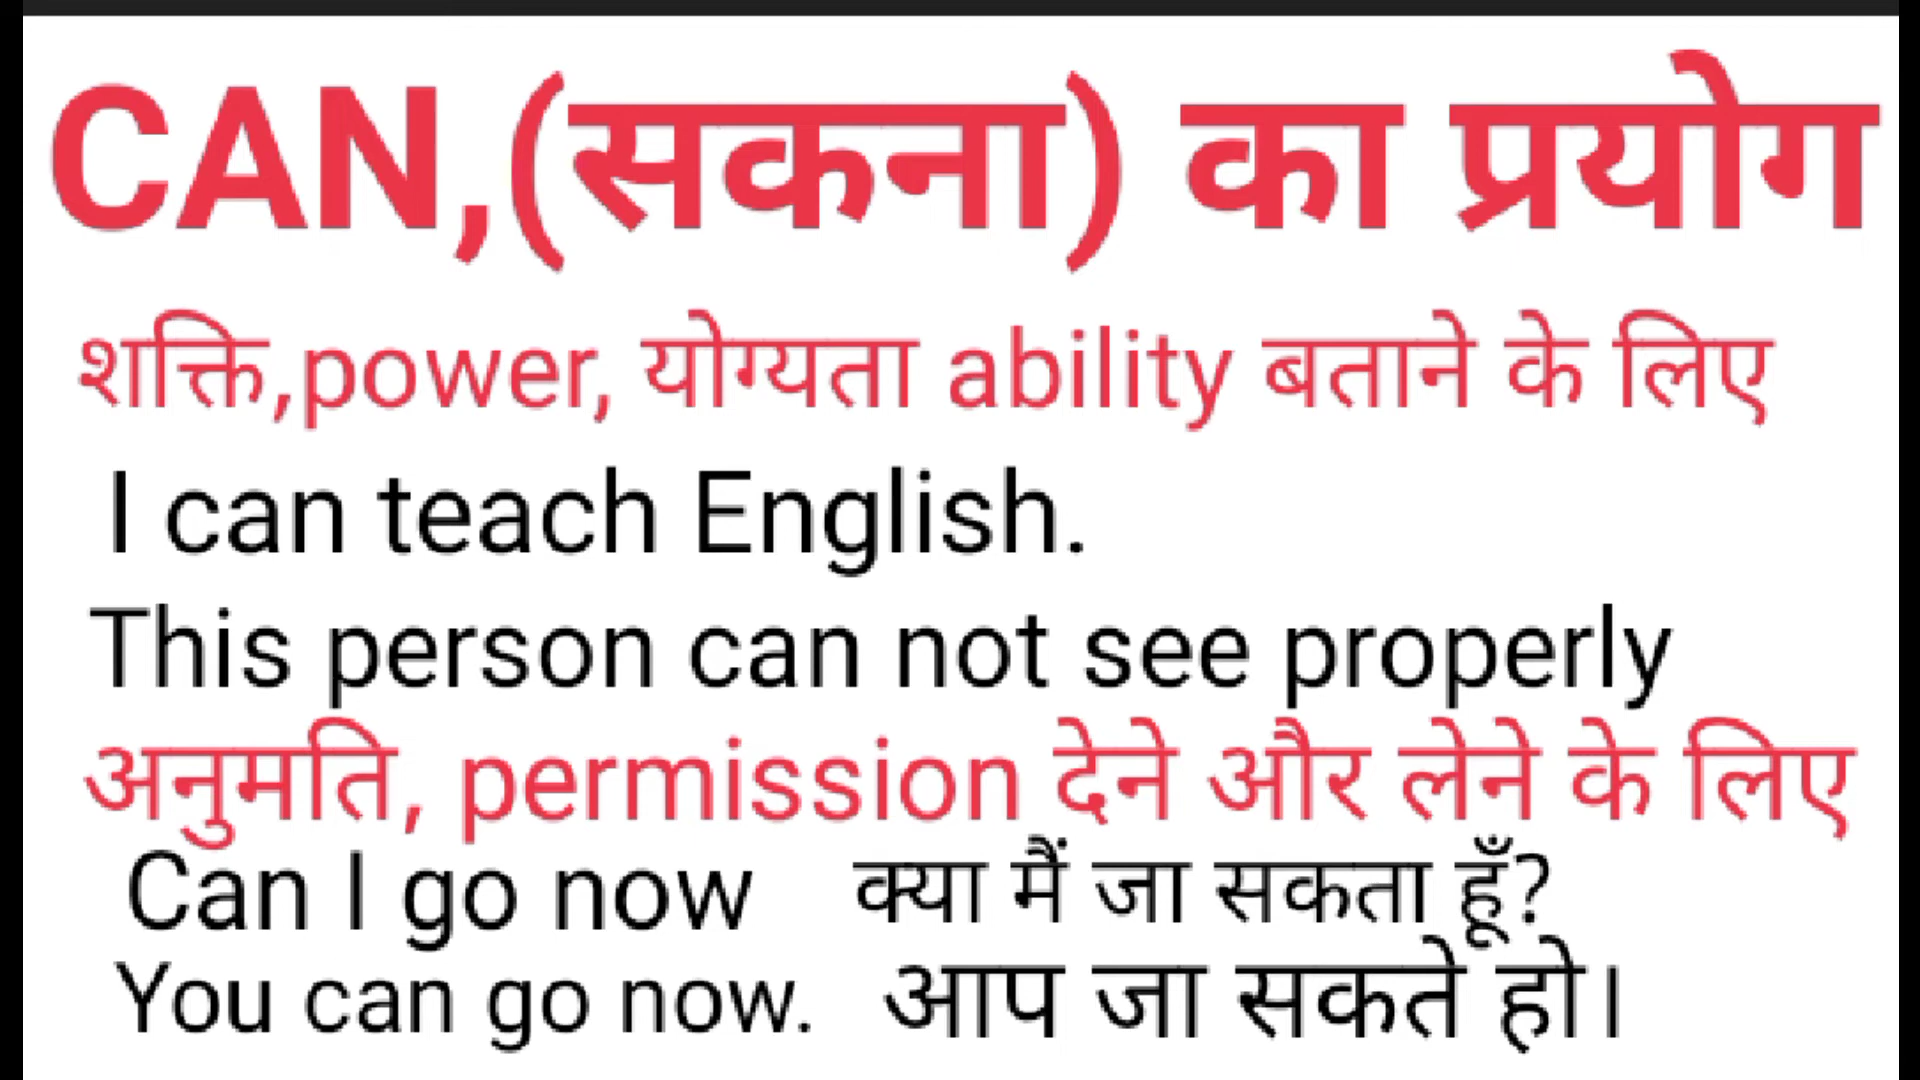 CAN,(सकना) का प्रयोग
शक्ति,power, योग्यता ability बताने के लिए
I can teach English.
This person can not see properly
अनुमति, permission देने और लेने के लिए
Can I go now क्या मैं जा सकता हूँ?
You can go now. आप जा सकते हो।